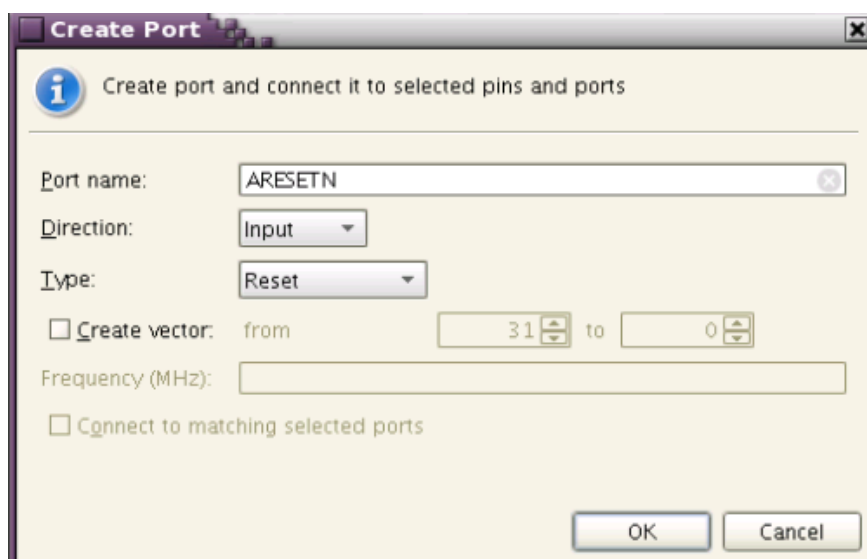 Create Port
Create port and connect it to selected pins and ports
Port name: ARESETN
Direction: Input
Type: Reset
Create vector: from 31 to 0
Frequency (MHz):
Connect to matching selected ports
OK Cancel